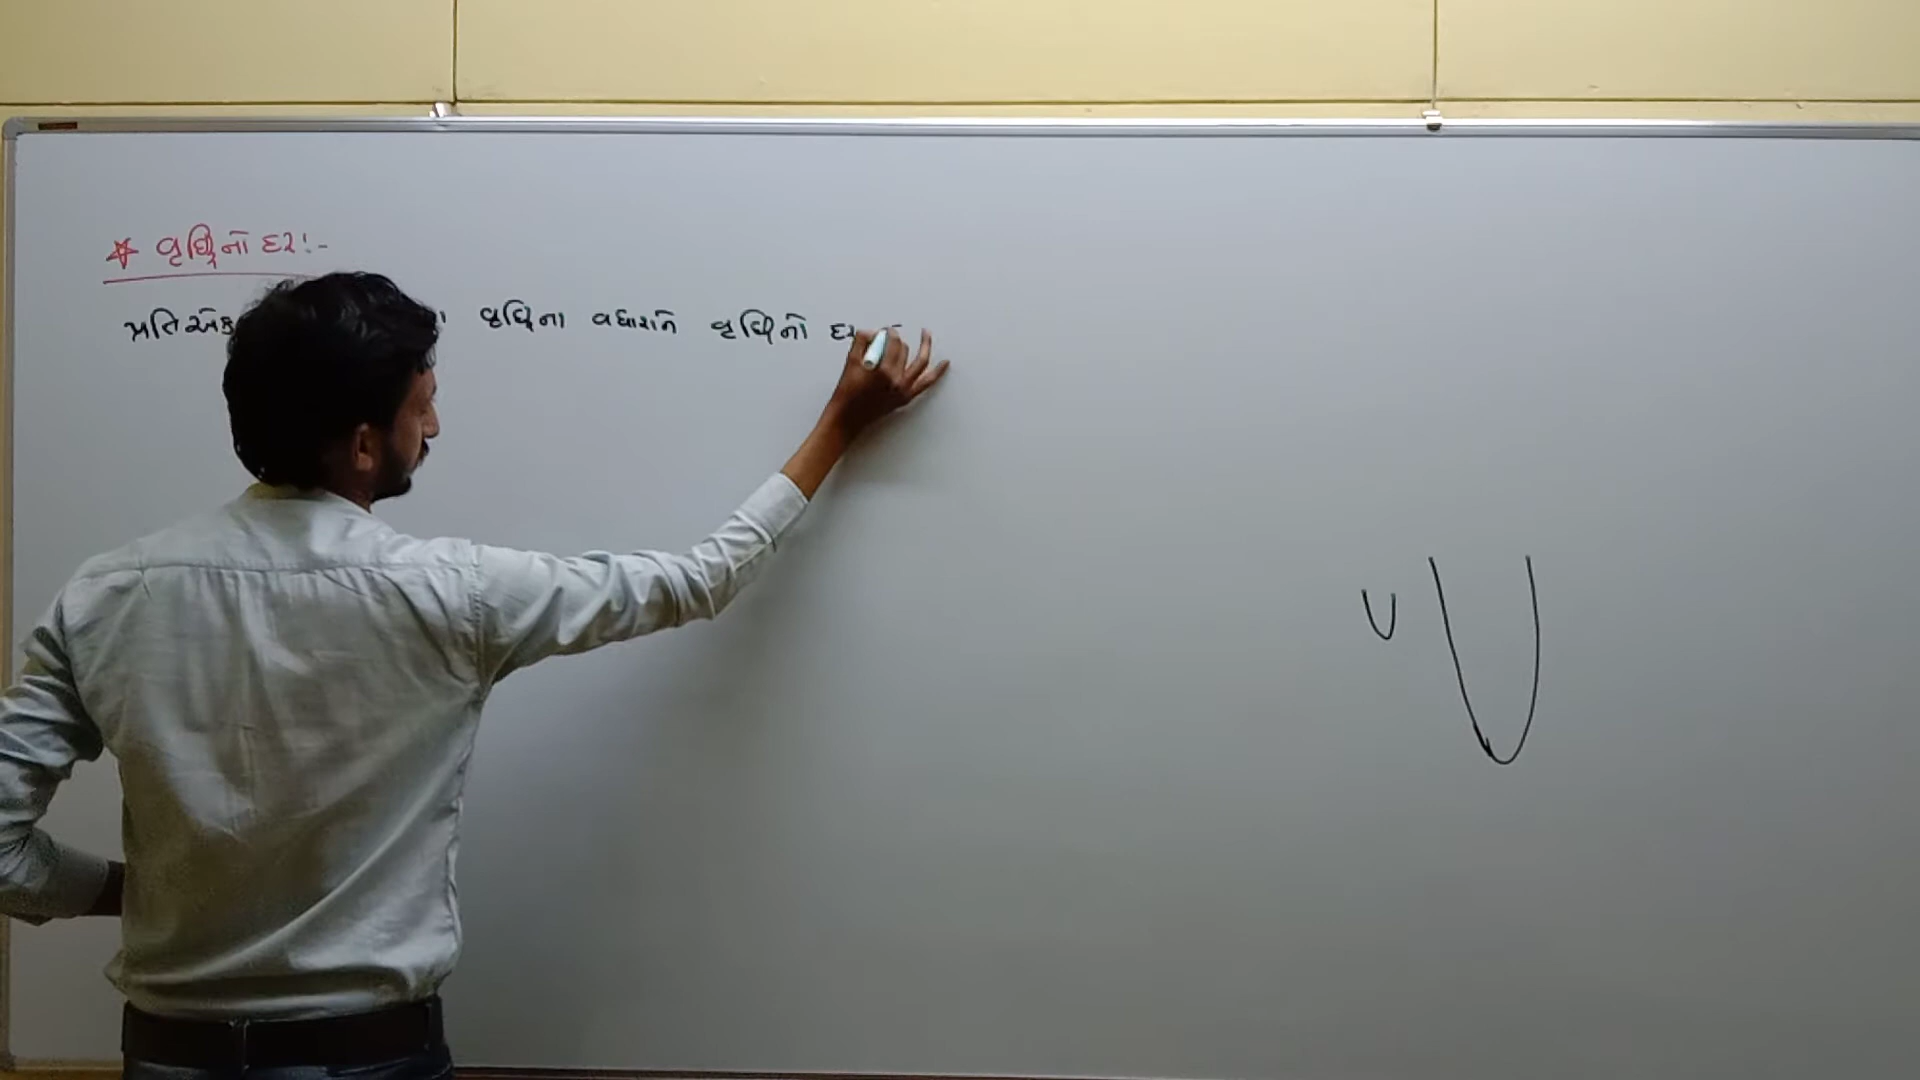 * વૃદ્ધિનો દર :-
પ્રતિ એક વૃદ્ધિના વધારાને વૃદ્ધિનો દર